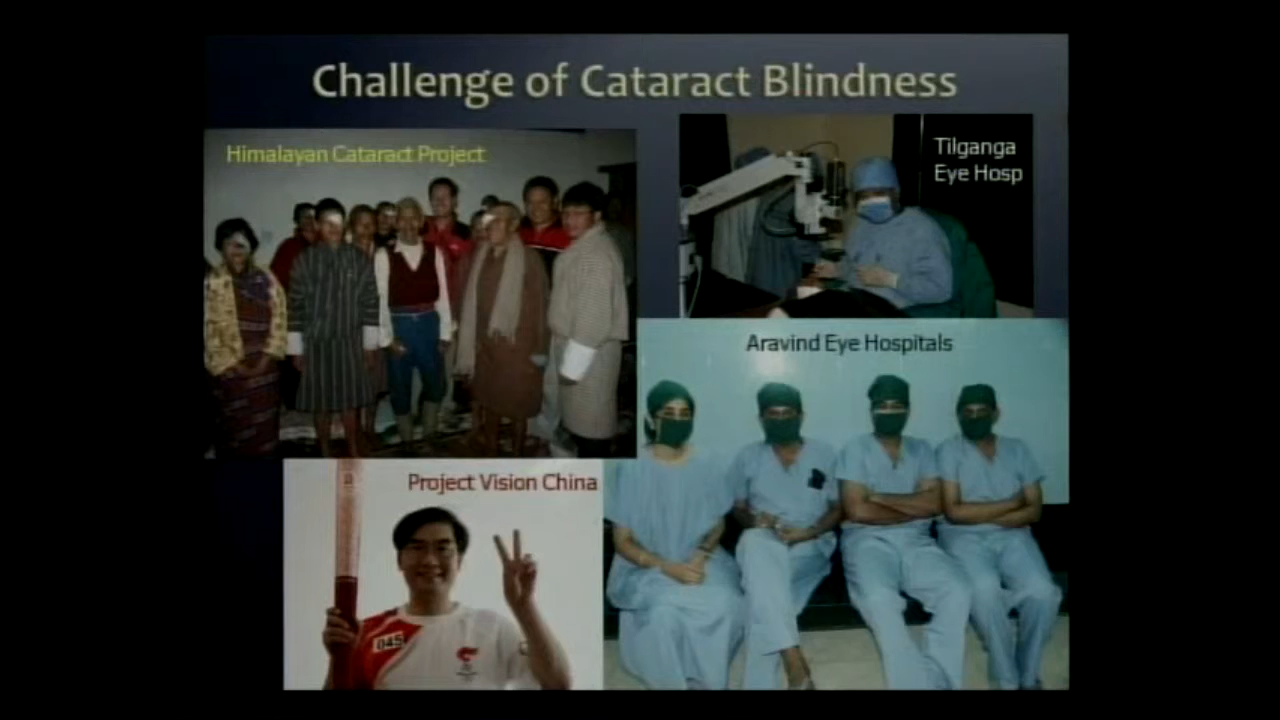 Challenge of Cataract Blindness
Himalayan Cataract Project
Tilganga
Eye Hosp
Aravind Eye Hospitals
Project Vision China
045